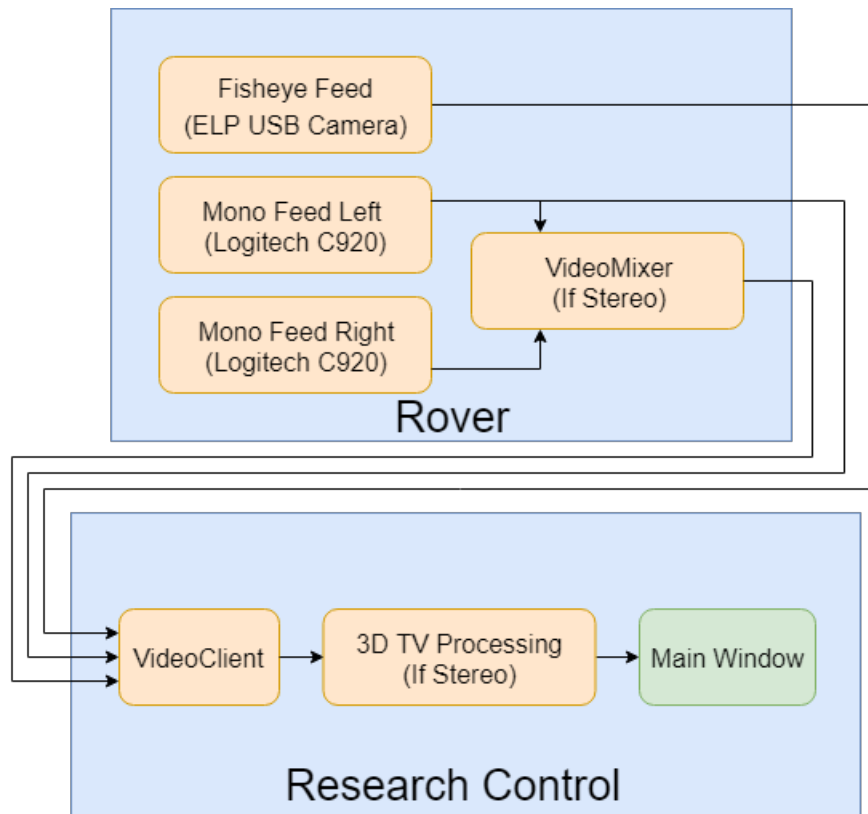 Fisheye Feed
(ELP USB Camera)
Mono Feed Left
(Logitech C920)
VideoMixer
(If Stereo)
Mono Feed Right
(Logitech C920)
Rover
VideoClient
3D TV Processing
(If Stereo)
Main Window
Research Control